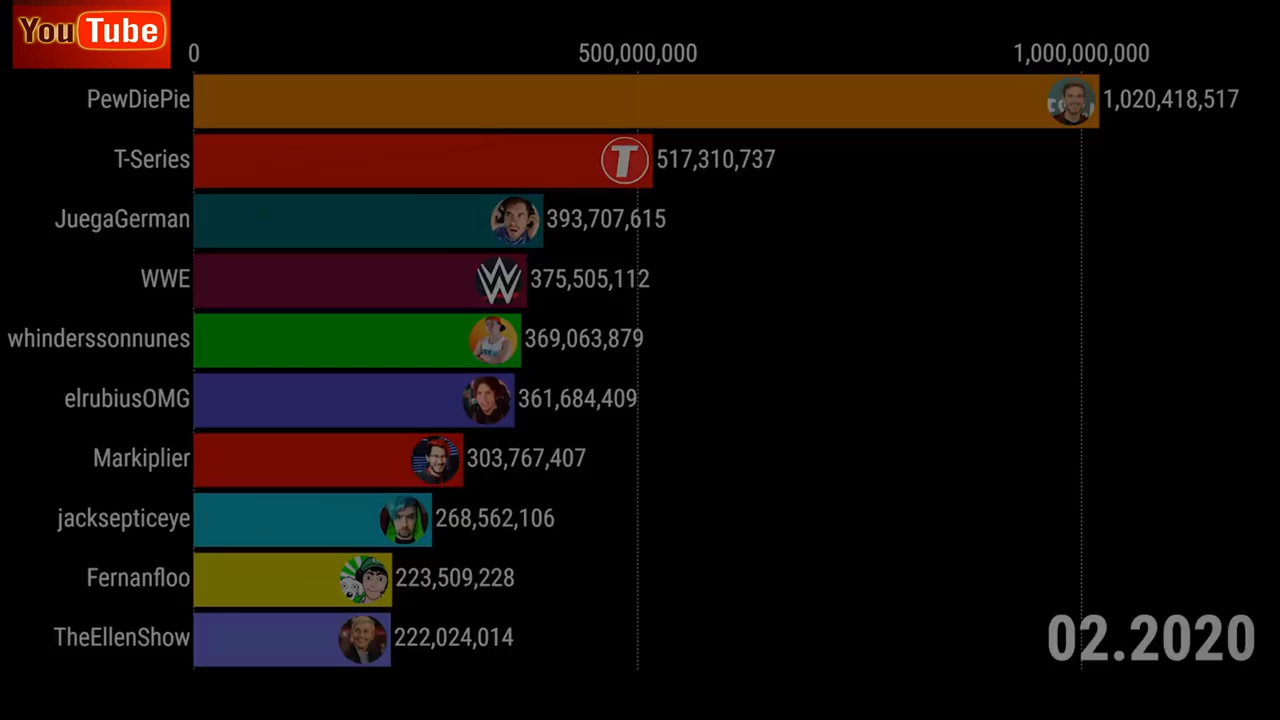 YouTube
0 500,000,000 1,000,000,000
PewDiePie 1,020,418,517
T-Series T 517,310,737
JuegaGerman 393,707,615
WWE W 375,505,112
whinderssonnunes 369,063,879
elrubiusOMG 361,684,409
Markiplier 303,767,407
jacksepticeye 268,562,106
Fernanfloo 223,509,228
TheEllenShow 222,024,014
02.2020